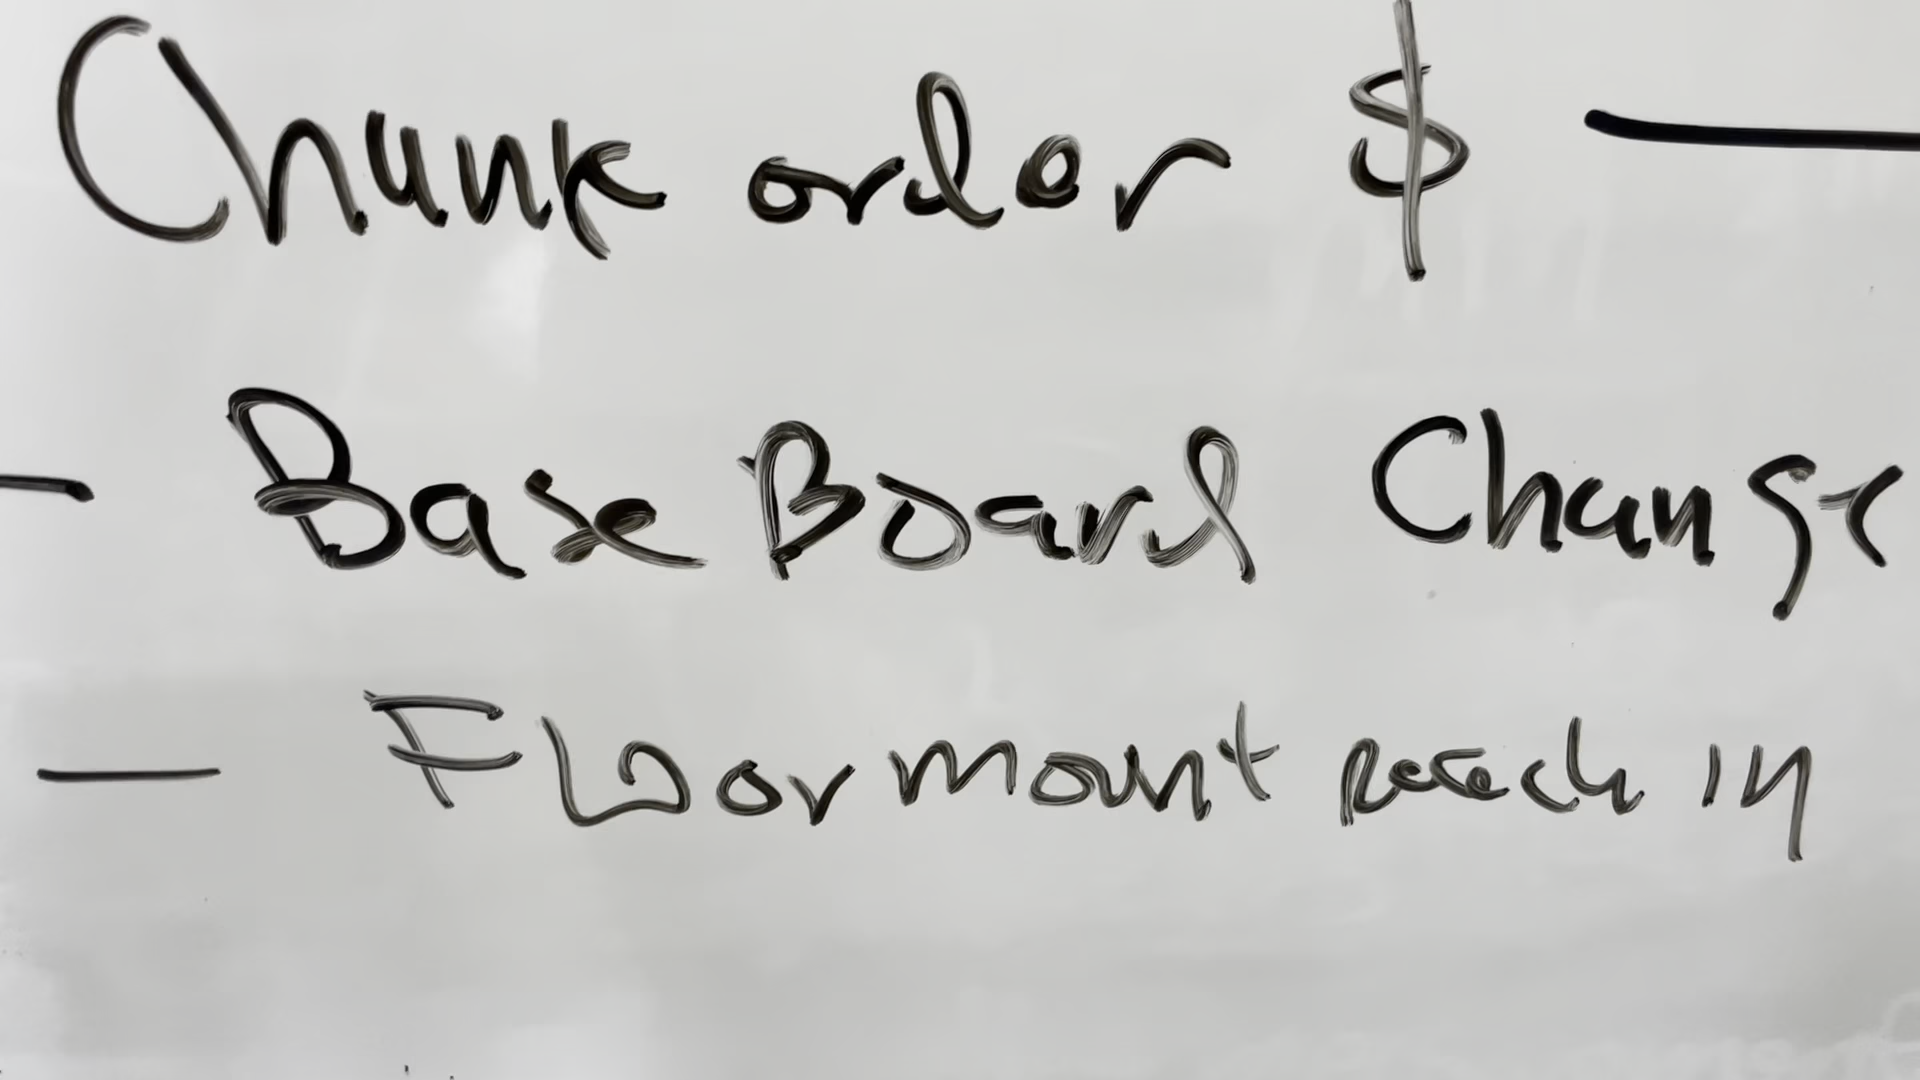 Chunk order $ —
- Base Board Change
- Floor mount reach in